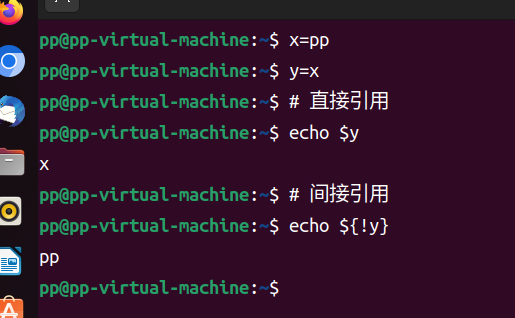 pp@pp-virtual-machine:~$ x=pp
pp@pp-virtual-machine:~$ y=x
pp@pp-virtual-machine:~$ # 直接引用
pp@pp-virtual-machine:~$ echo $y
x
pp@pp-virtual-machine:~$ # 间接引用
pp@pp-virtual-machine:~$ echo ${!y}
pp
pp@pp-virtual-machine:~$